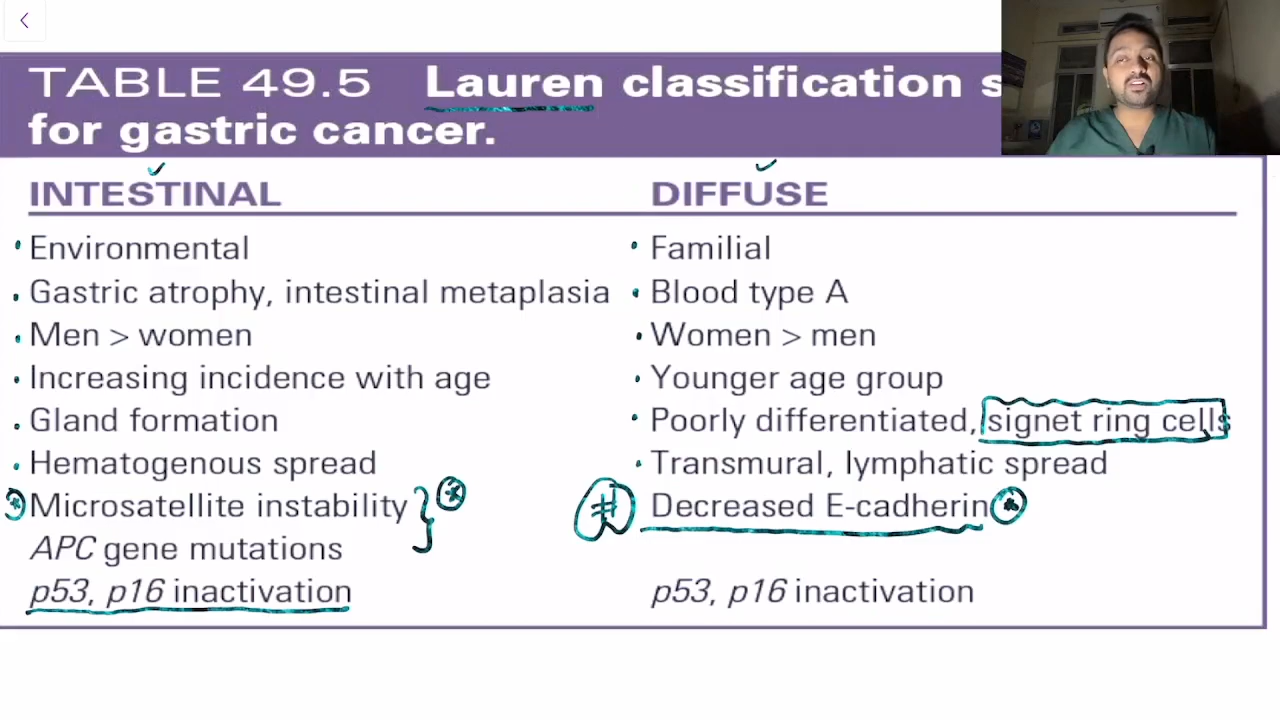 TABLE 49.5 Lauren classification
for gastric cancer.
INTESTINAL
Environmental
Gastric atrophy, intestinal metaplasia
Men > women
Increasing incidence with age
Gland formation
Hematogenous spread
Microsatellite instability
APC gene mutations
p53, p16 inactivation
DIFFUSE
Familial
Blood type A
Women > men
Younger age group
Poorly differentiated, signet ring cells
Transmural, lymphatic spread
# Decreased E-cadherin
p53, p16 inactivation